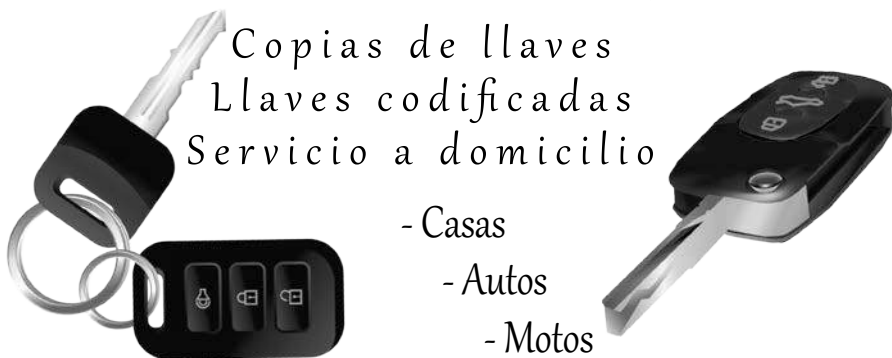 Copias de llaves
Llaves codificadas
Servicio a domicilio
- Casas
- Autos
- Motos